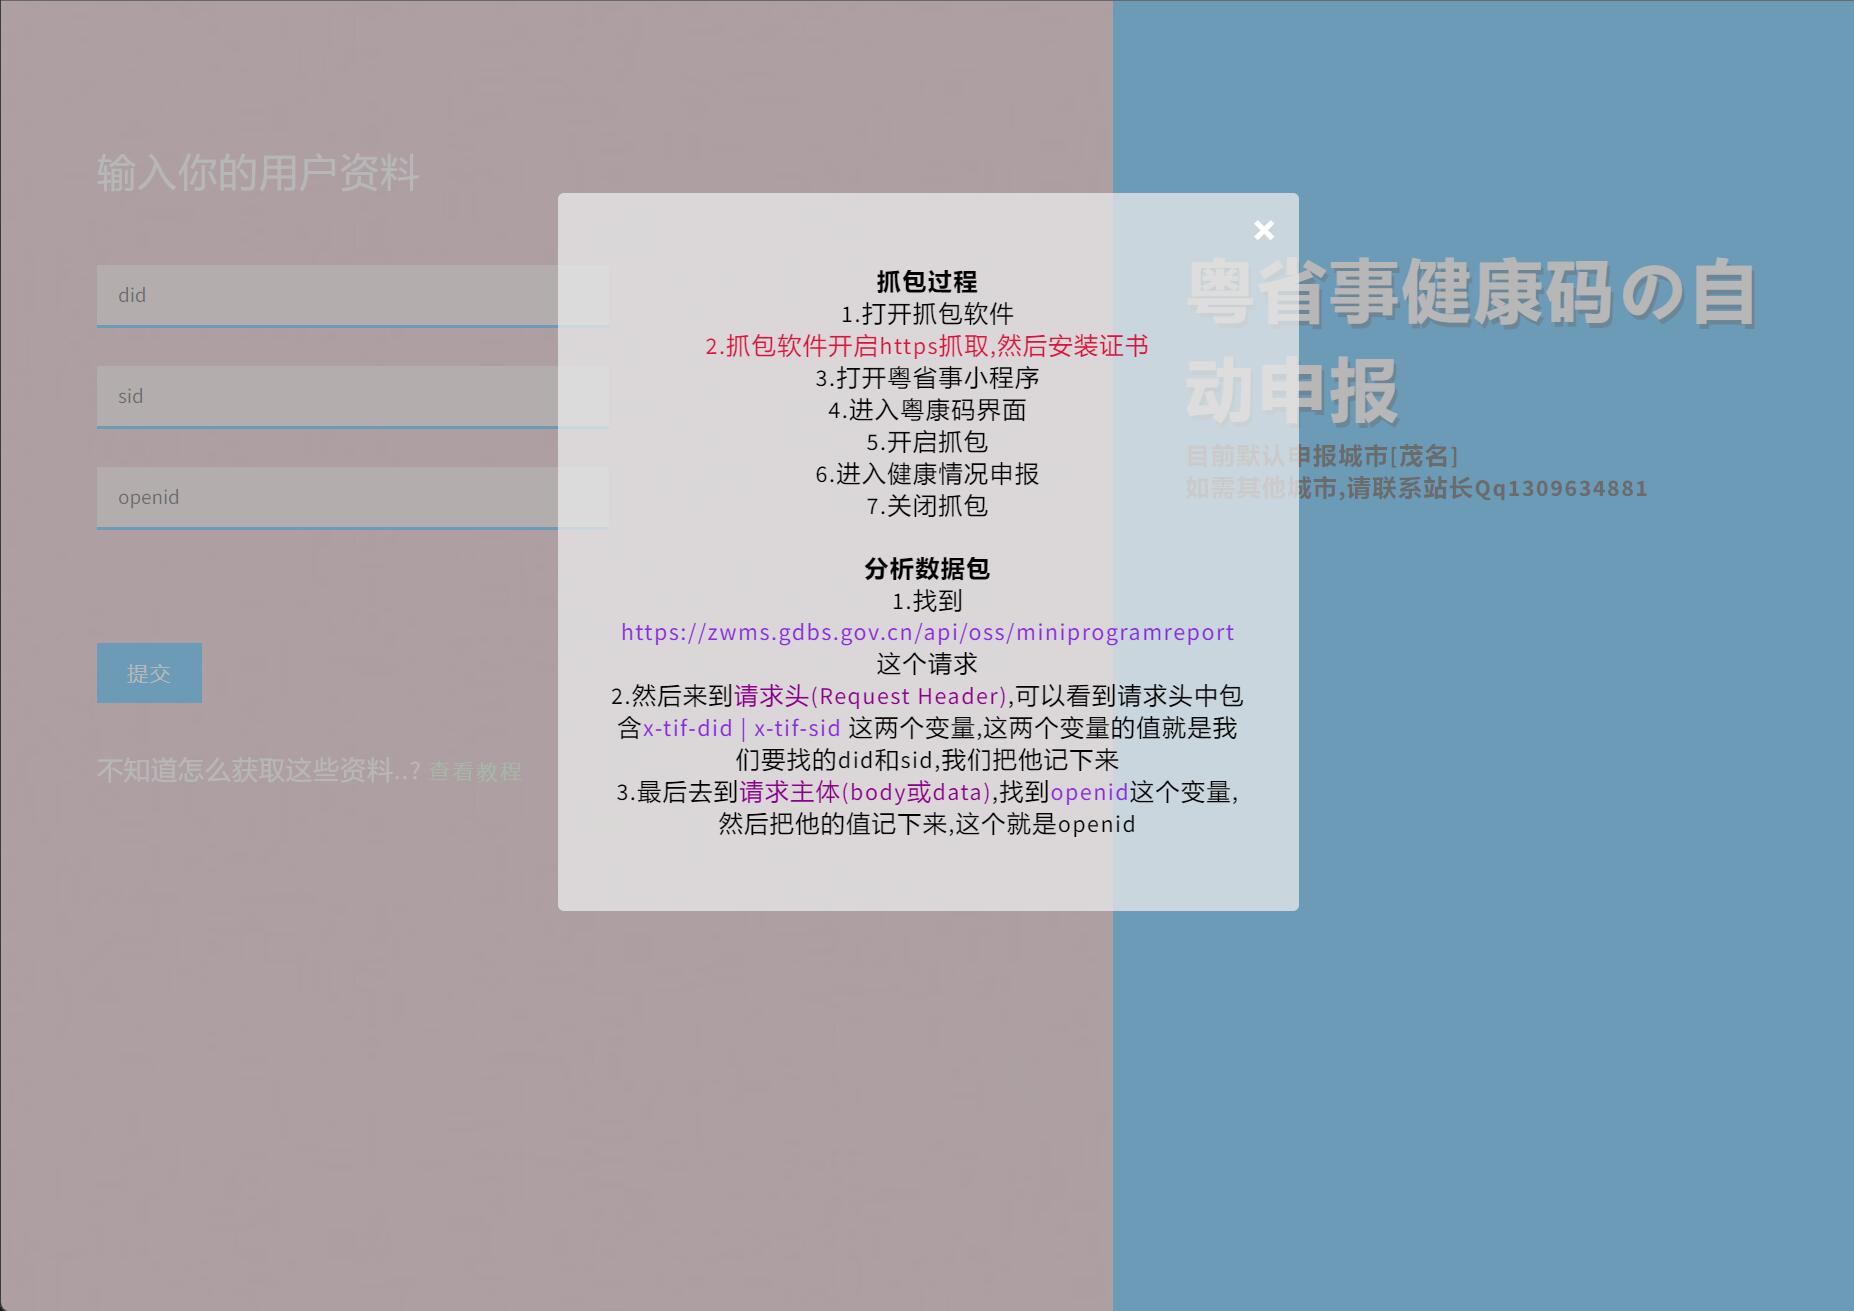 输入你的用户资料
did
sid
openid
提交
不知道怎么获取这些资料..? 查看教程
×
抓包过程
1.打开抓包软件
2.抓包软件开启https抓取,然后安装证书
3.打开粤省事小程序
4.进入粤康码界面
5.开启抓包
6.进入健康情况申报
7.关闭抓包
分析数据包
1.找到
https://zwms.gdbs.gov.cn/api/oss/miniprogramreport
这个请求
2.然后来到请求头(Request Header),可以看到请求头中包
含x-tif-did | x-tif-sid 这两个变量,这两个变量的值就是我
们要找的did和sid,我们把他记下来
3.最后去到请求主体(body或data),找到openid这个变量,
然后把他的值记下来,这个就是openid
粤省事健康码の自
动申报
目前默认申报城市[茂名]
如需其他城市,请联系站长Qq1309634881